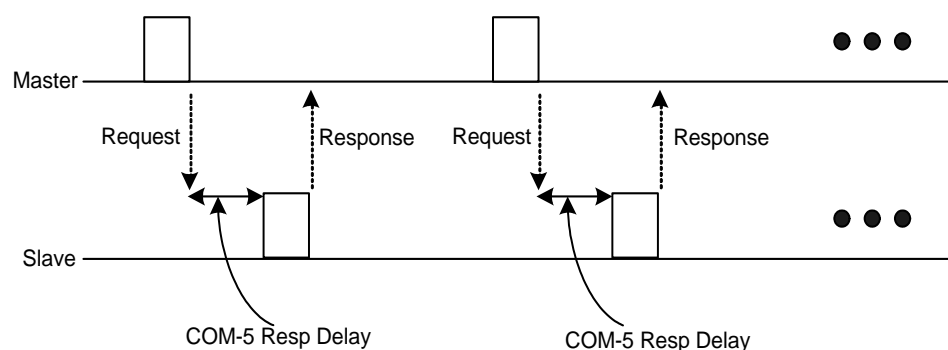 Master
Request
Response
Request
Response
Slave
COM-5 Resp Delay
COM-5 Resp Delay